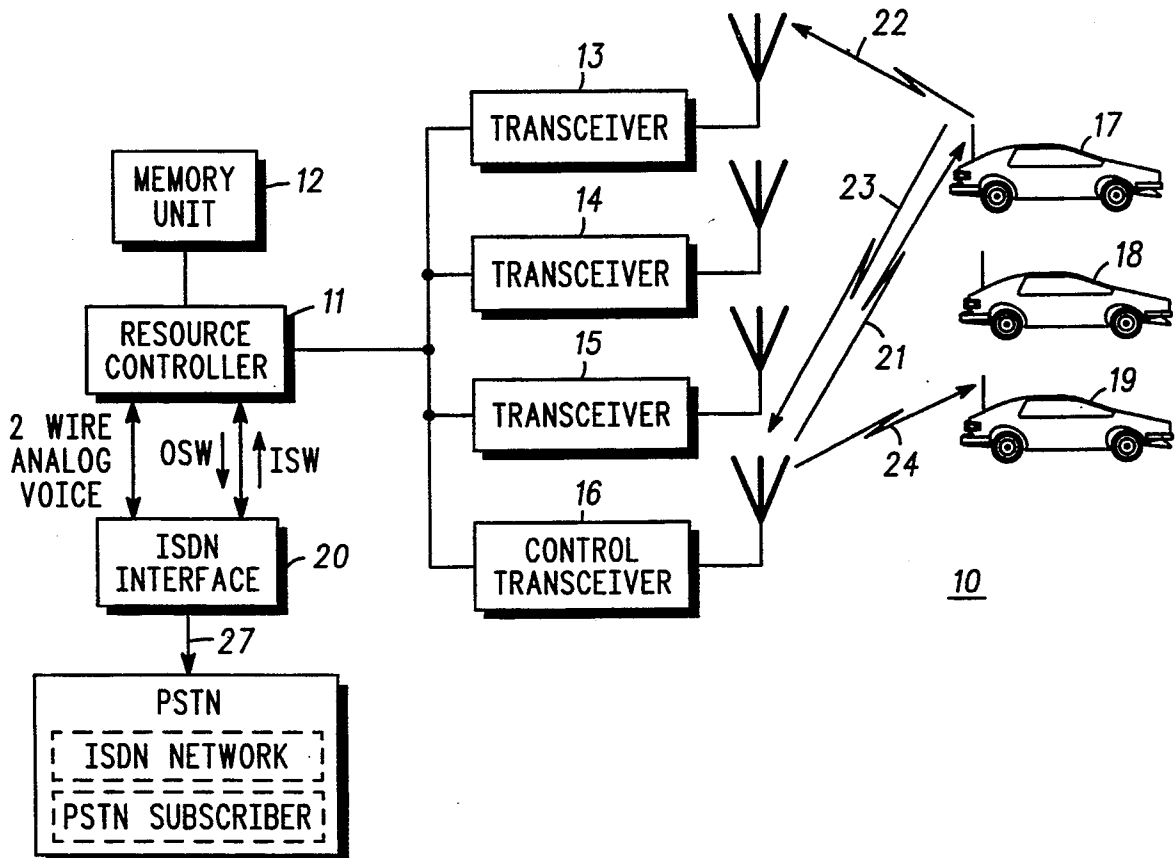 22
13
TRANSCEIVER
17
MEMORY
UNIT
12
23
14
TRANSCEIVER
18
11
RESOURCE
CONTROLLER
21
15
TRANSCEIVER
19
2 WIRE
ANALOG
VOICE
OSW
ISW
24
16
CONTROL
TRANSCEIVER
ISDN
INTERFACE
20
10
27
PSTN
ISDN NETWORK
PSTN SUBSCRIBER